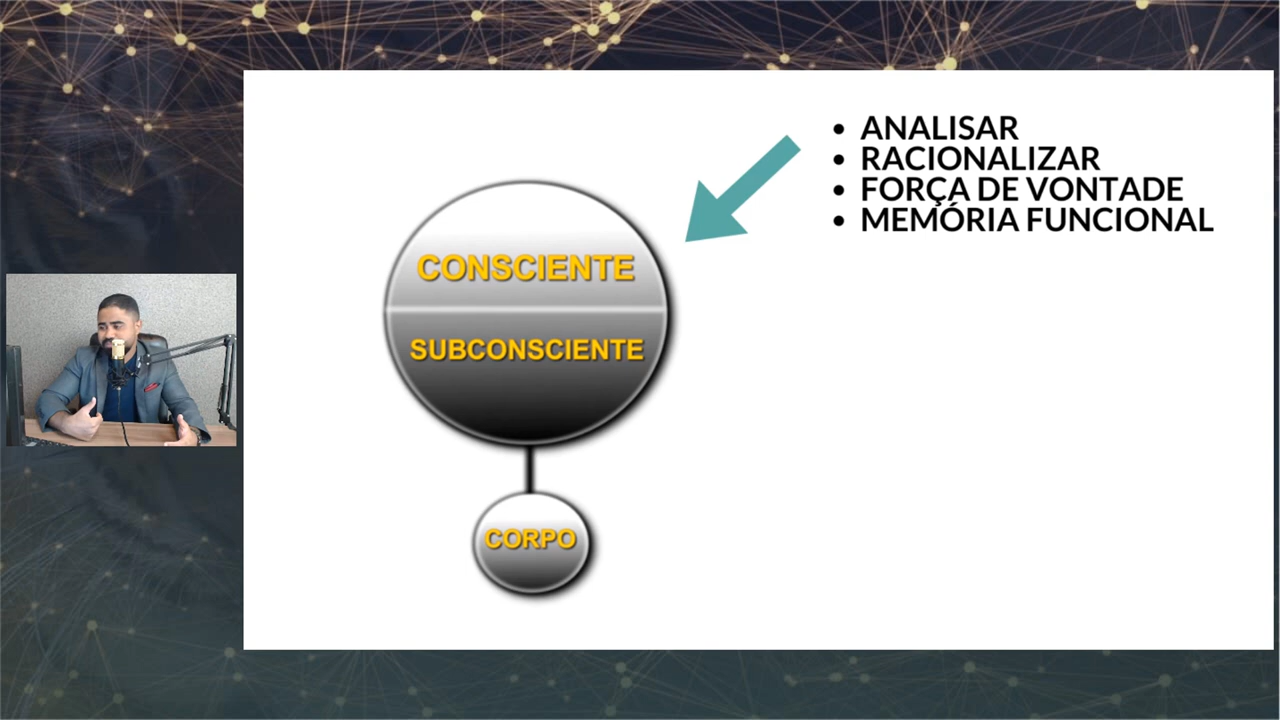 • ANALISAR
• RACIONALIZAR
• FORÇA DE VONTADE
• MEMÓRIA FUNCIONAL
CONSCIENTE
SUBCONSCIENTE
CORPO